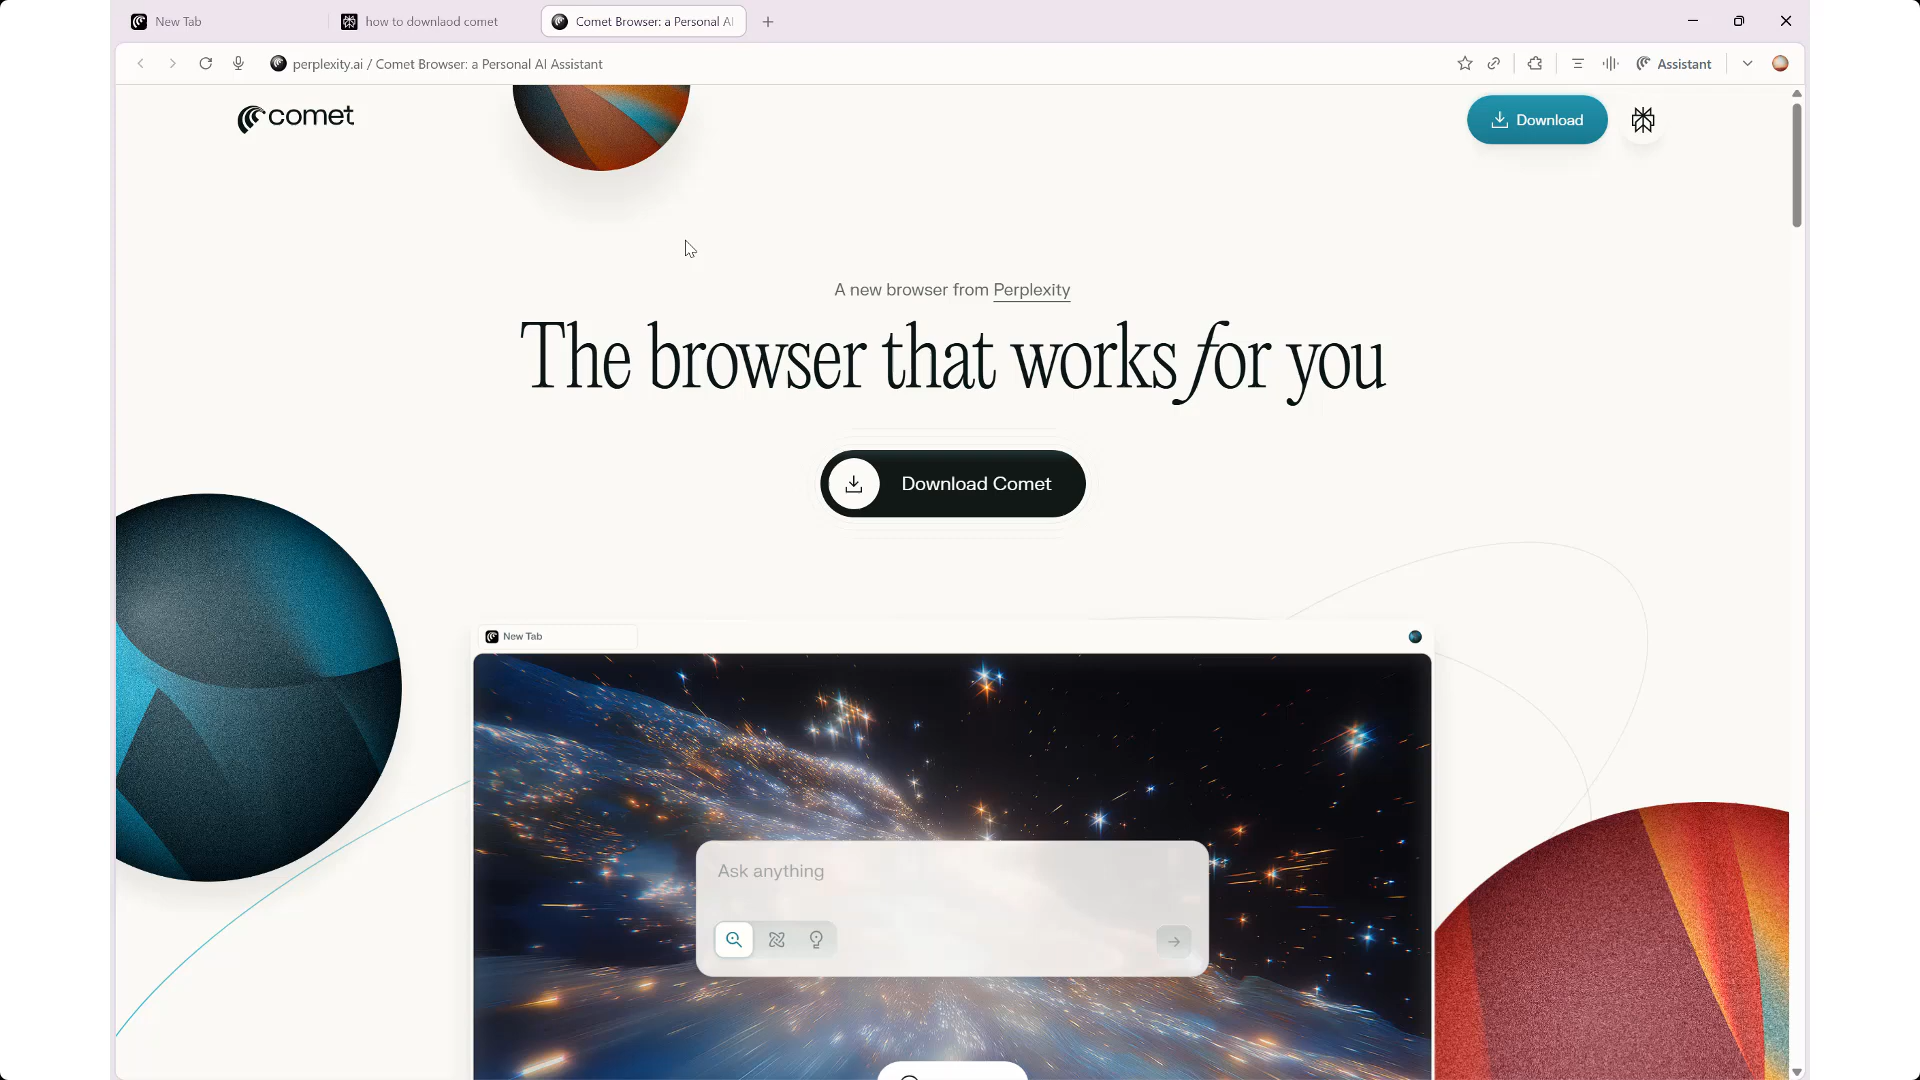 New Tab
how to downlaod comet
Comet Browser: a Personal AI
perplexity.ai / Comet Browser: a Personal AI Assistant
Assistant
comet
Download
A new browser from Perplexity
The browser that works for you
Download Comet
New Tab
Ask anything